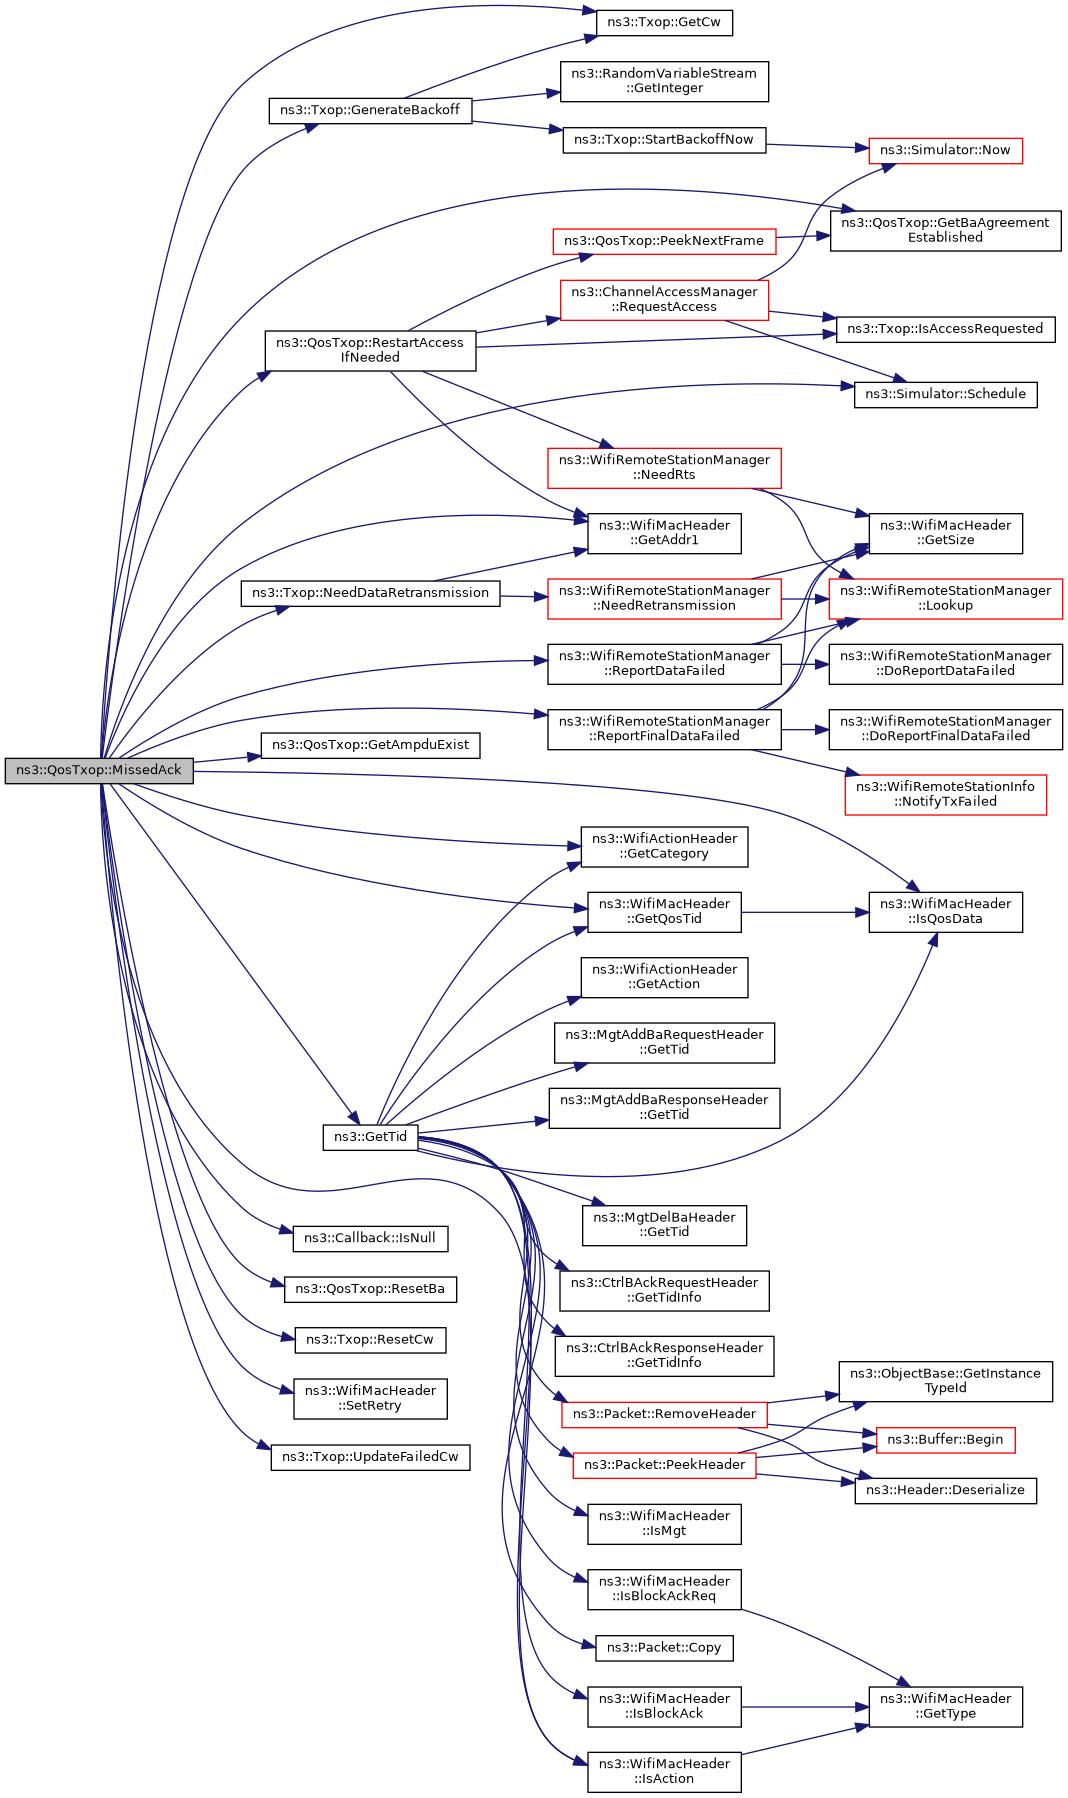 ns3::Txop::GetCw
ns3::RandomVariableStream
::GetInteger
ns3::Txop::GenerateBackoff
ns3::Txop::StartBackoffNow
ns3::Simulator::Now
ns3::QosTxop::GetBaAgreement
Established
ns3::QosTxop::PeekNextFrame
ns3::ChannelAccessManager
::RequestAccess
ns3::Txop::IsAccessRequested
ns3::QosTxop::RestartAccess
IfNeeded
ns3::Simulator::Schedule
ns3::WifiRemoteStationManager
::NeedRts
ns3::WifiMacHeader
::GetAddr1
ns3::WifiMacHeader
::GetSize
ns3::Txop::NeedDataRetransmission
ns3::WifiRemoteStationManager
::NeedRetransmission
ns3::WifiRemoteStationManager
::Lookup
ns3::WifiRemoteStationManager
::ReportDataFailed
ns3::WifiRemoteStationManager
::DoReportDataFailed
ns3::WifiRemoteStationManager
::ReportFinalDataFailed
ns3::WifiRemoteStationManager
::DoReportFinalDataFailed
ns3::QosTxop::GetAmpduExist
ns3::QosTxop::MissedAck
ns3::WifiRemoteStationInfo
::NotifyTxFailed
ns3::WifiActionHeader
::GetCategory
ns3::WifiMacHeader
::GetQosTid
ns3::WifiMacHeader
::IsQosData
ns3::WifiActionHeader
::GetAction
ns3::MgtAddBaRequestHeader
::GetTid
ns3::MgtAddBaResponseHeader
::GetTid
ns3::GetTid
ns3::MgtDelBaHeader
::GetTid
ns3::Callback::IsNull
ns3::CtrlBAckRequestHeader
::GetTidInfo
ns3::QosTxop::ResetBa
ns3::Txop::ResetCw
ns3::CtrlBAckResponseHeader
::GetTidInfo
ns3::WifiMacHeader
::SetRetry
ns3::ObjectBase::GetInstance
TypeId
ns3::Packet::RemoveHeader
ns3::Buffer::Begin
ns3::Txop::UpdateFailedCw
ns3::Packet::PeekHeader
ns3::Header::Deserialize
ns3::WifiMacHeader
::IsMgt
ns3::WifiMacHeader
::IsBlockAckReq
ns3::Packet::Copy
ns3::WifiMacHeader
::IsBlockAck
ns3::WifiMacHeader
::GetType
ns3::WifiMacHeader
::IsAction